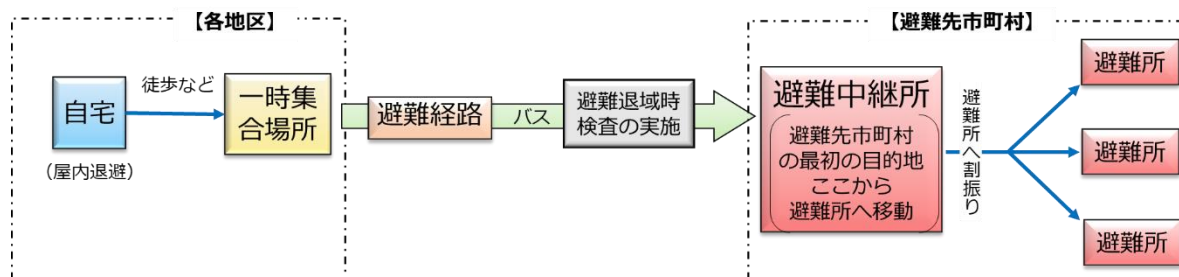 【各地区】
自宅
(屋内退避)
徒歩など
一時集
合場所
避難経路
バス
避難退域時
検査の実施
【避難先市町村】
避難中継所
避難先市町村
の最初の目的地
ここから
避難所へ移動
避難所へ割振り
避難所
避難所
避難所